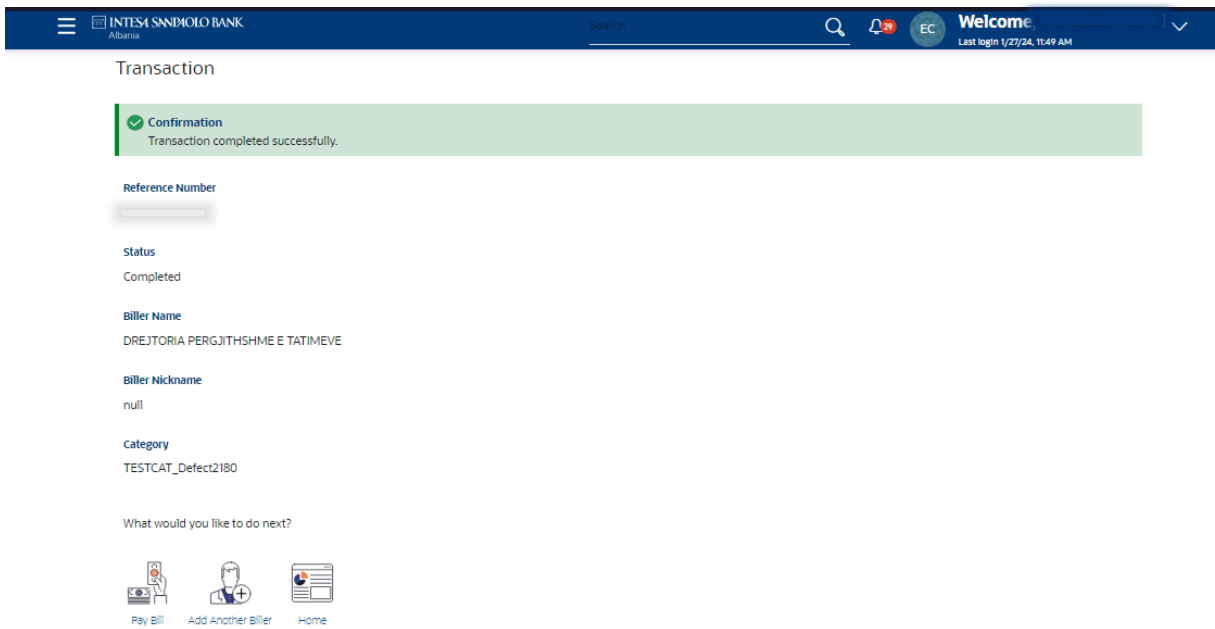 INTESA SANPAOLO BANK
Albania
Search...
29
EC
Welcome,
Last login 1/27/24, 11:49 AM
Transaction
Confirmation
Transaction completed successfully.
Reference Number
Status
Completed
Biller Name
DREJTORIA PERGJITHSHME E TATIMEVE
Biller Nickname
null
Category
TESTCAT_Defect2180
What would you like to do next?
Pay Bill
Add Another Biller
Home